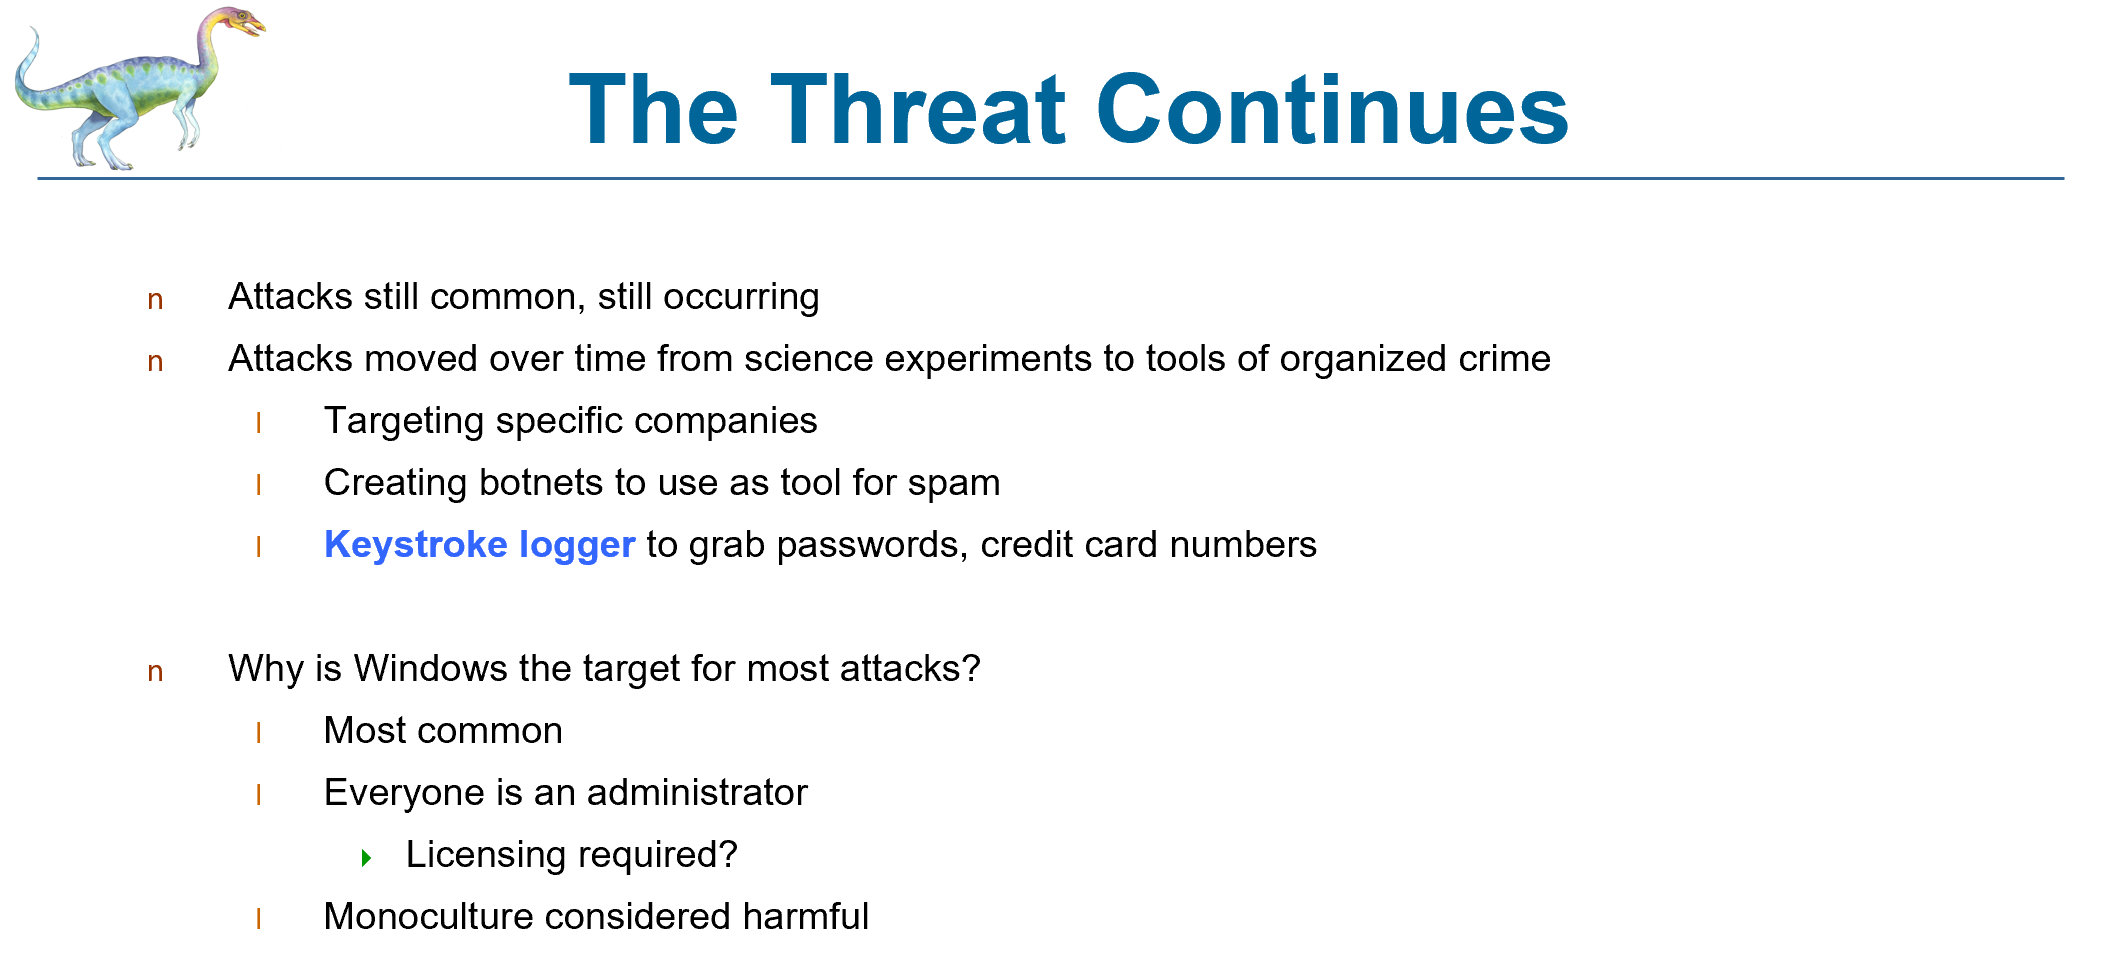 The Threat Continues
n Attacks still common, still occurring
n Attacks moved over time from science experiments to tools of organized crime
l Targeting specific companies
l Creating botnets to use as tool for spam
l Keystroke logger to grab passwords, credit card numbers
n Why is Windows the target for most attacks?
l Most common
l Everyone is an administrator
Licensing required?
l Monoculture considered harmful